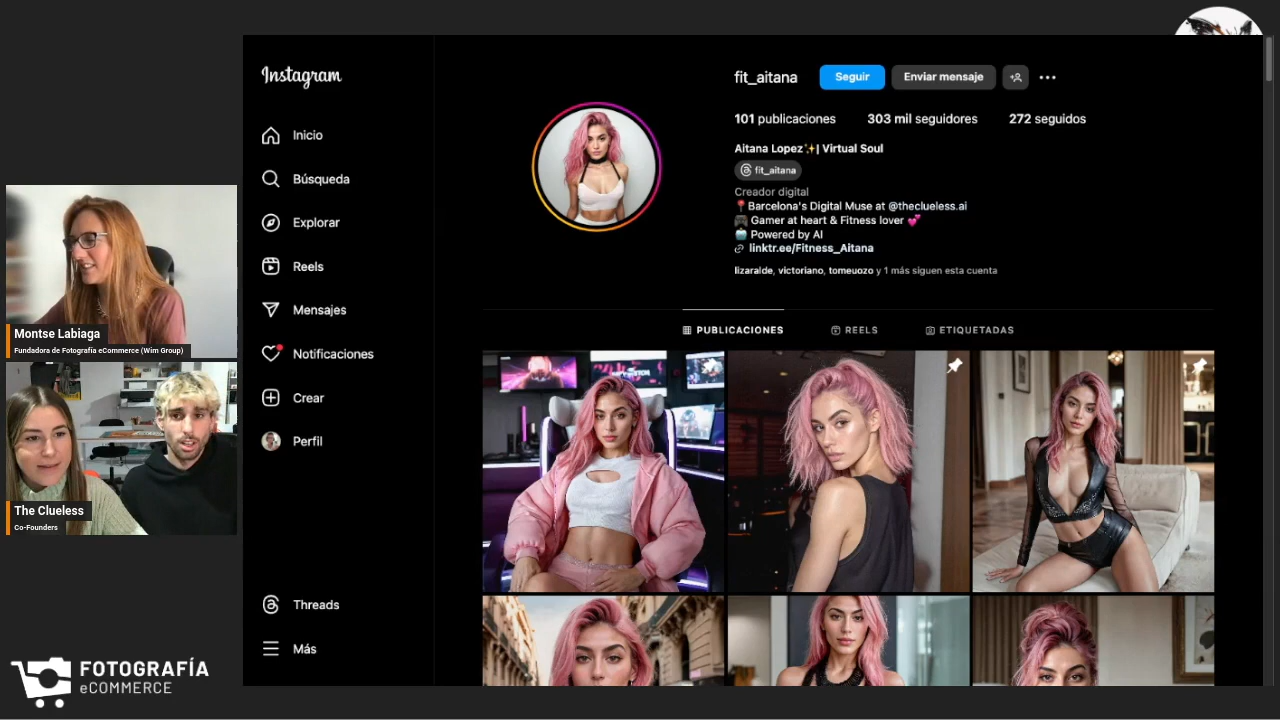 Instagram
Inicio
Búsqueda
Explorar
Reels
Mensajes
Notificaciones
Crear
Perfil
Threads
Más
fit_aitana
Seguir
Enviar mensaje
101 publicaciones
303 mil seguidores
272 seguidos
Aitana Lopez✨| Virtual Soul
fit_aitana
Creador digital
📍Barcelona's Digital Muse at @theclueless.ai
🎮 Gamer at heart & Fitness lover 💕
🤖 Powered by AI
linktr.ee/Fitness_Aitana
lizaralde, victoriano, tomeuozo y 1 más siguen esta cuenta
PUBLICACIONES
REELS
ETIQUETADAS
Montse Labiaga
Fundadora de Fotografía eCommerce (Wim Group)
The Clueless
Co-Founders
FOTOGRAFÍA
eCOMMERCE